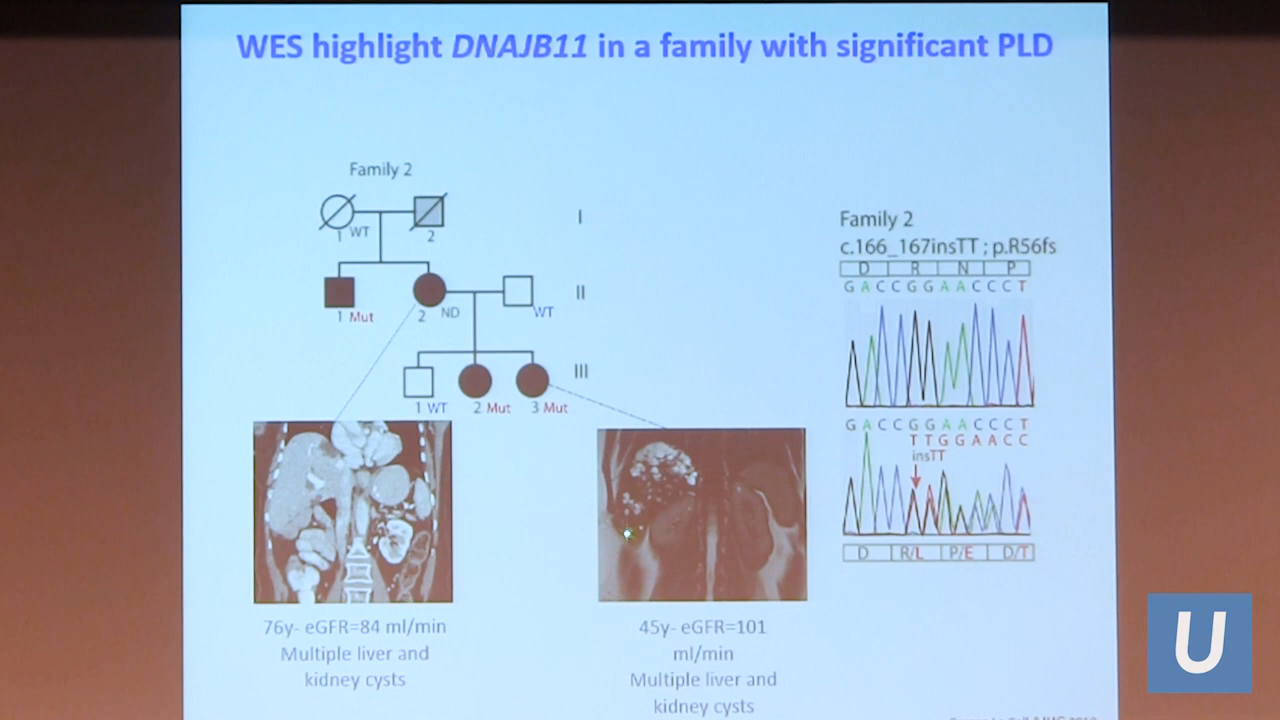 WES highlight DNAJB11 in a family with significant PLD
Family 2
I
1 WT
2
II
1 Mut
2 ND
WT
III
1 WT
2 Mut
3 Mut
76y- eGFR=84 ml/min
Multiple liver and
kidney cysts
45y- eGFR=101
ml/min
Multiple liver and
kidney cysts
Family 2
c.166_167insTT ; p.R56fs
D R N P
G A C C G G A A C C C T
G A C C G G A A C C C T
T T G G A A C C
insTT
D R/L P/E D/T
U